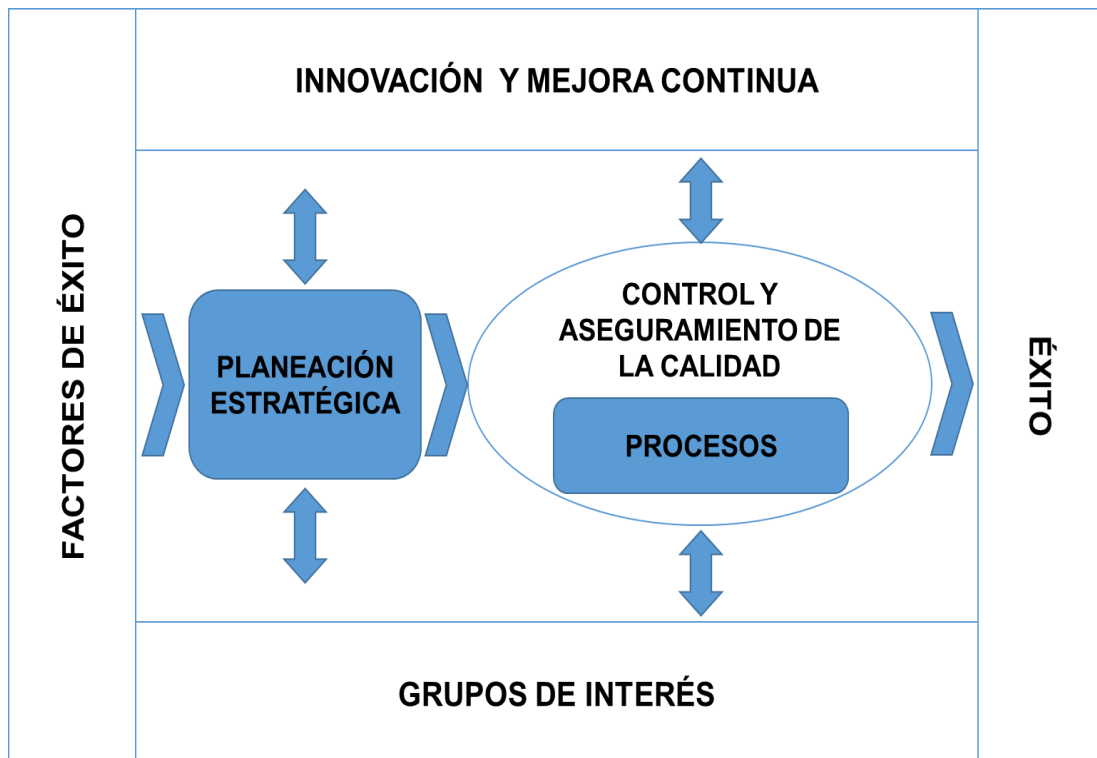 INNOVACIÓN Y MEJORA CONTINUA
FACTORES DE ÉXITO
PLANEACIÓN
ESTRATÉGICA
CONTROL Y
ASEGURAMIENTO DE
LA CALIDAD
PROCESOS
ÉXITO
GRUPOS DE INTERÉS